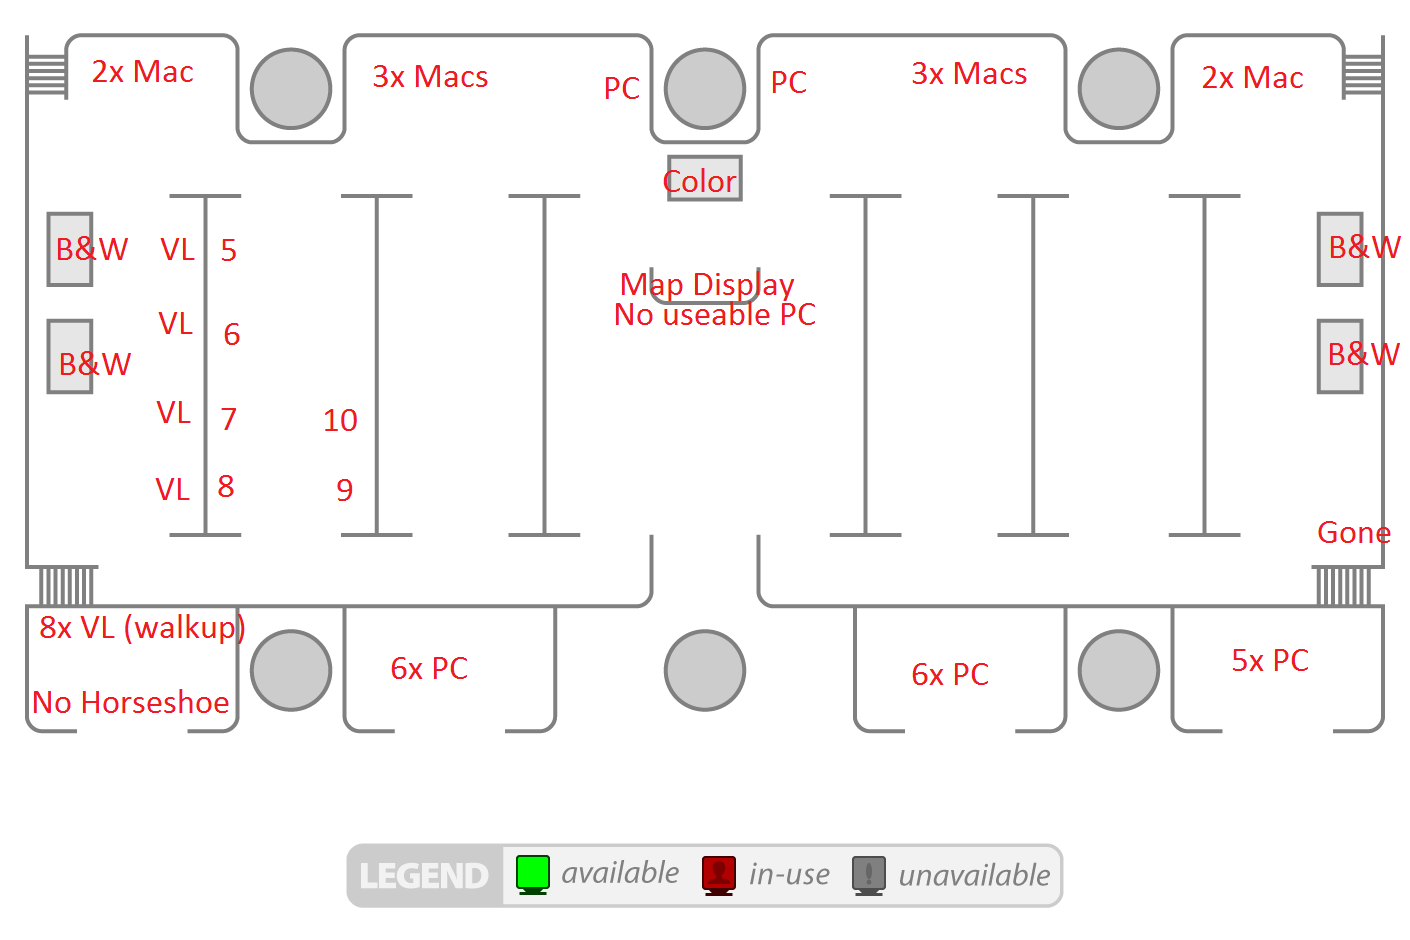 2x Mac
3x Macs
PC
PC
3x Macs
2x Mac
Color
B&W
VL 5
B&W
Map Display
No useable PC
VL 6
B&W
B&W
VL 7
10
VL 8
9
Gone
8x VL (walkup)
No Horseshoe
6x PC
6x PC
5x PC
LEGEND available in-use unavailable